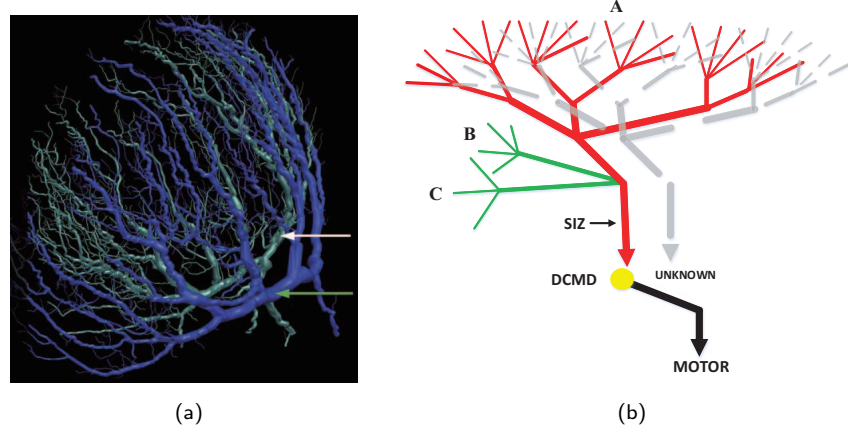 A
B
C
SIZ
DCMD
UNKNOWN
MOTOR
(a)
(b)